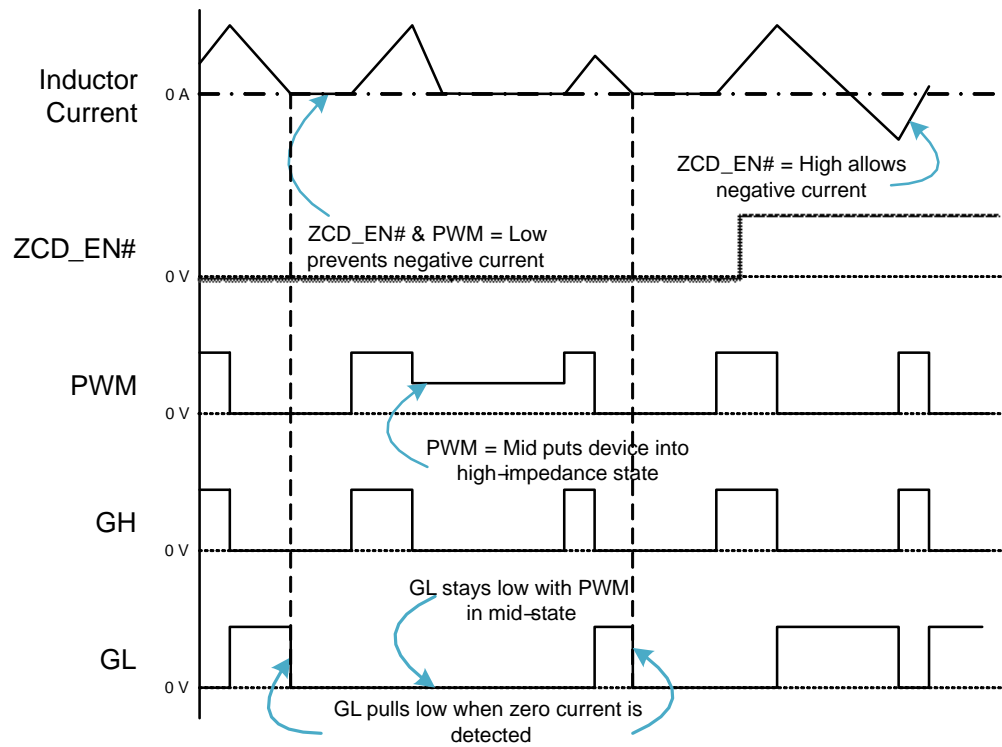 Inductor
Current
0 A
ZCD_EN# = High allows
negative current
ZCD_EN#
0 V
ZCD_EN# & PWM = Low
prevents negative current
PWM
0 V
PWM = Mid puts device into
high-impedance state
GH
0 V
GL stays low with PWM
in mid-state
GL
0 V
GL pulls low when zero current is
detected